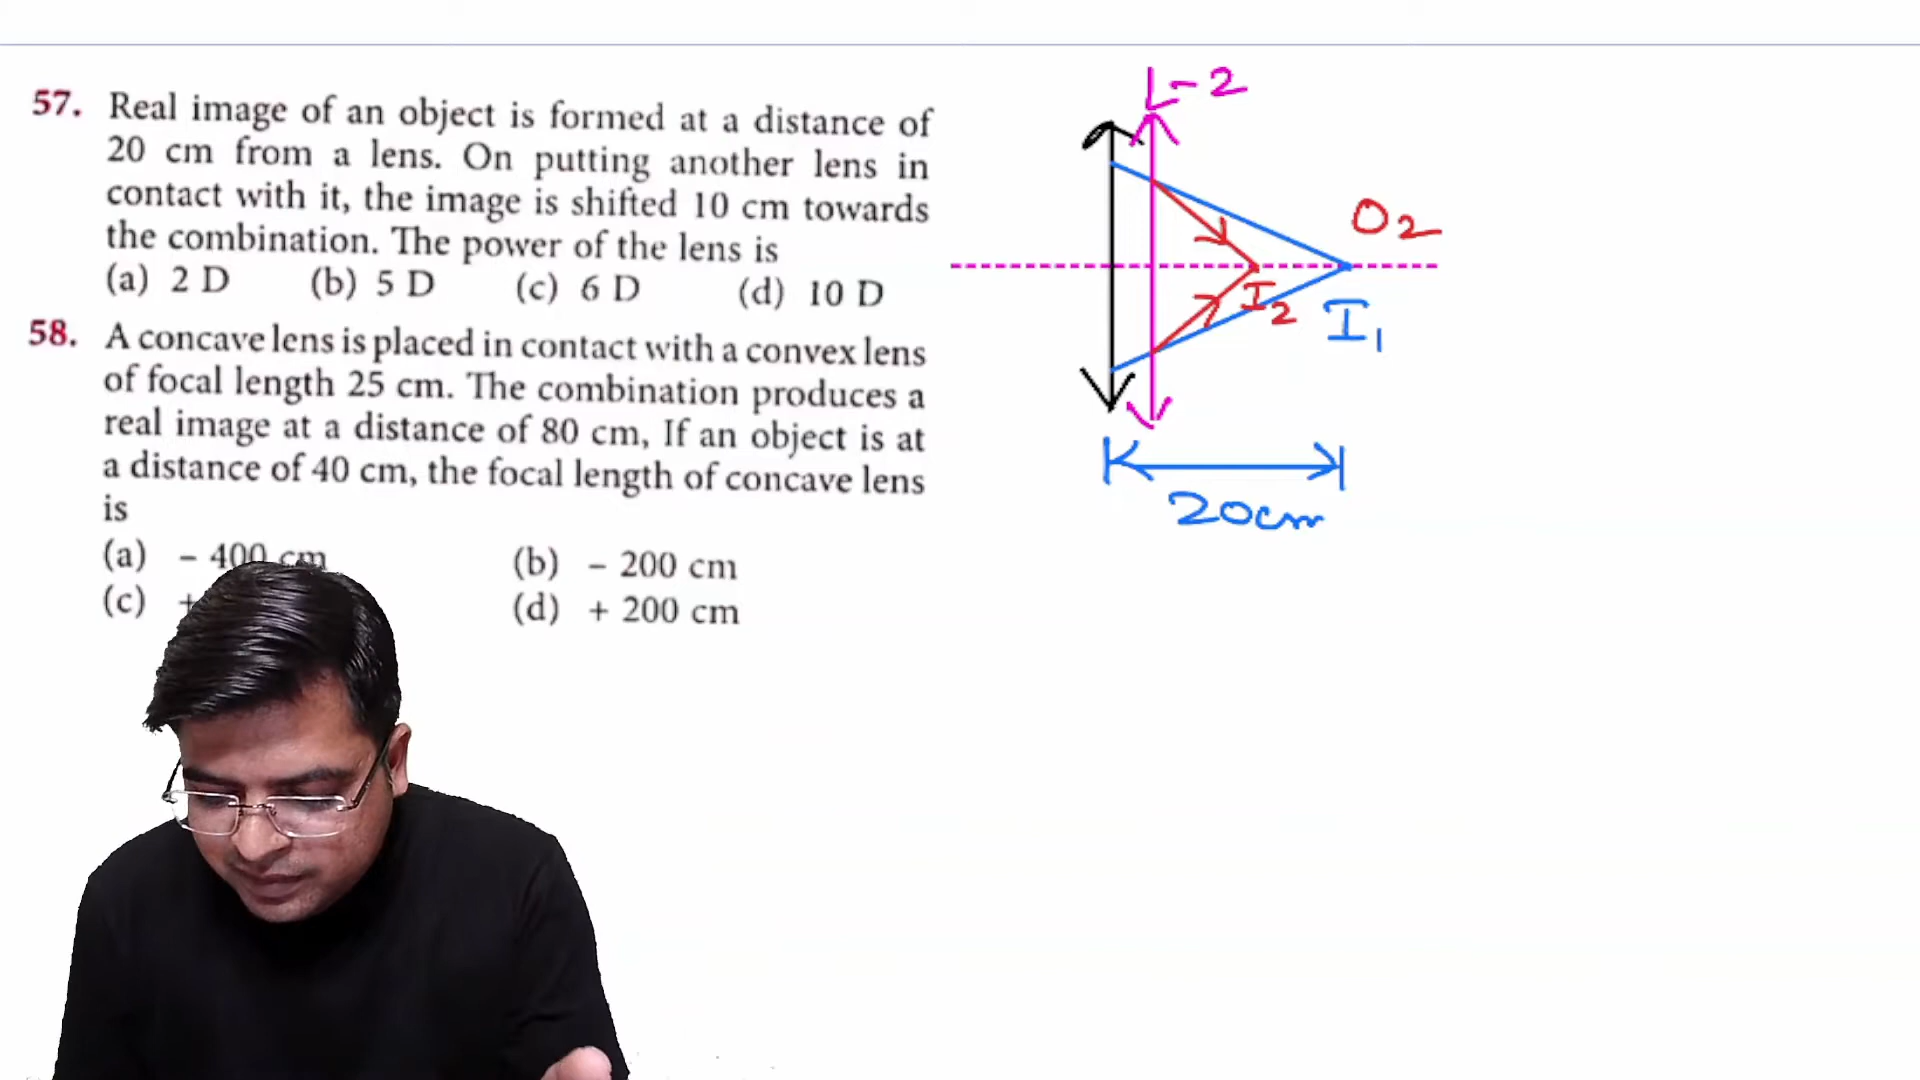 57. Real image of an object is formed at a distance of
20 cm from a lens. On putting another lens in
contact with it, the image is shifted 10 cm towards
the combination. The power of the lens is
(a) 2 D (b) 5 D (c) 6 D (d) 10 D
58. A concave lens is placed in contact with a convex lens
of focal length 25 cm. The combination produces a
real image at a distance of 80 cm, If an object is at
a distance of 40 cm, the focal length of concave lens
is
(a) – 400 cm (b) – 200 cm
(c) + (d) + 200 cm
L-2
O2
I2
I1
20cm